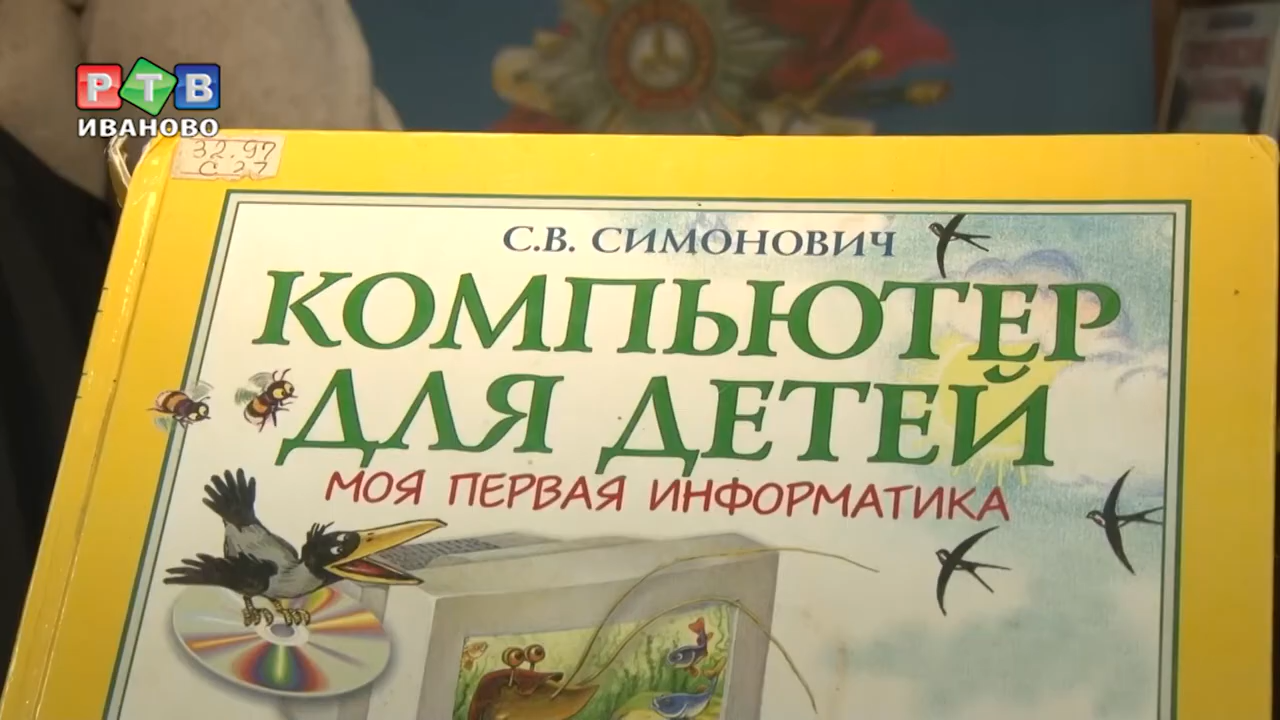 РТВ
ИВАНОВО
32.97
С 27
С.В. СИМОНОВИЧ
КОМПЬЮТЕР
ДЛЯ ДЕТЕЙ
МОЯ ПЕРВАЯ ИНФОРМАТИКА